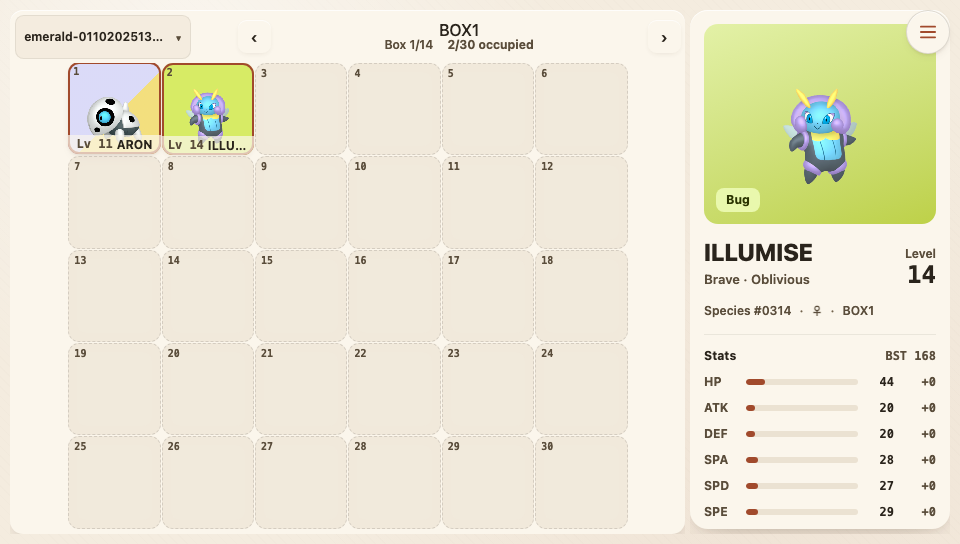 emerald-0110202513... ▾
‹
BOX1
Box 1/14 2/30 occupied
›
1 2 3 4 5 6
Lv 11 ARON Lv 14 ILLU...
7 8 9 10 11 12
13 14 15 16 17 18
19 20 21 22 23 24
25 26 27 28 29 30
Bug
ILLUMISE
Level
14
Brave · Oblivious
Species #0314 · ♀ · BOX1
Stats BST 168
HP 44 +0
ATK 20 +0
DEF 20 +0
SPA 28 +0
SPD 27 +0
SPE 29 +0